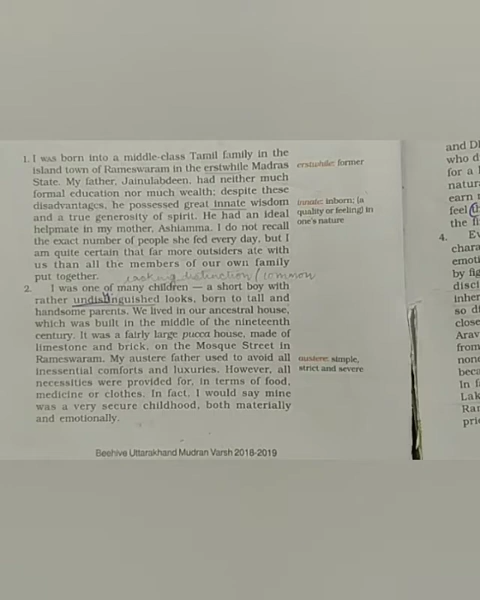 1. I was born into a middle-class Tamil family in the
island town of Rameswaram in the erstwhile Madras
State. My father, Jainulabdeen, had neither much
formal education nor much wealth; despite these
disadvantages, he possessed great innate wisdom
and a true generosity of spirit. He had an ideal
helpmate in my mother, Ashiamma. I do not recall
the exact number of people she fed every day, but I
am quite certain that far more outsiders ate with
us than all the members of our own family
put together.
lacking distinction / common
2. I was one of many children — a short boy with
rather undistinguished looks, born to tall and
handsome parents. We lived in our ancestral house,
which was built in the middle of the nineteenth
century. It was a fairly large pucca house, made of
limestone and brick, on the Mosque Street in
Rameswaram. My austere father used to avoid all
inessential comforts and luxuries. However, all
necessities were provided for, in terms of food,
medicine or clothes. In fact, I would say mine
was a very secure childhood, both materially
and emotionally.
erstwhile: former
innate: inborn; (a
quality or feeling) in
one's nature
austere: simple,
strict and severe
Beehive Uttarakhand Mudran Varsh 2018-2019
and D
who d
for a
natur
earn
feel
the
4. E
chara
emoti
by fig
disci
inher
so di
close
Arav
from
none
beca
In f
Lak
Ra
prie